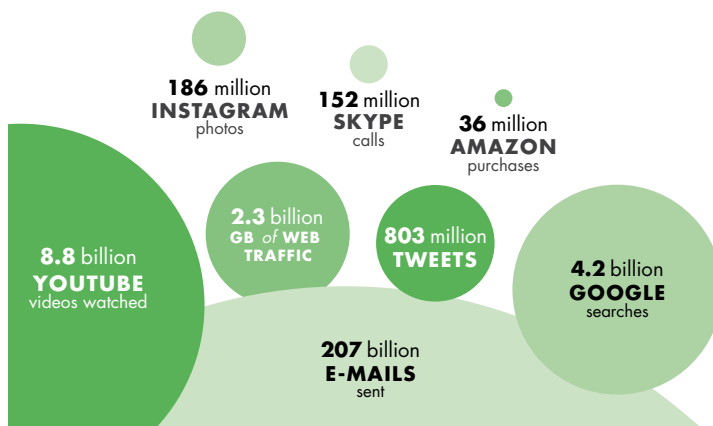 186 million
INSTAGRAM
photos
152 million
SKYPE
calls
36 million
AMAZON
purchases
8.8 billion
YOUTUBE
videos watched
2.3 billion
GB of WEB
TRAFFIC
803 million
TWEETS
4.2 billion
GOOGLE
searches
207 billion
E-MAILS
sent